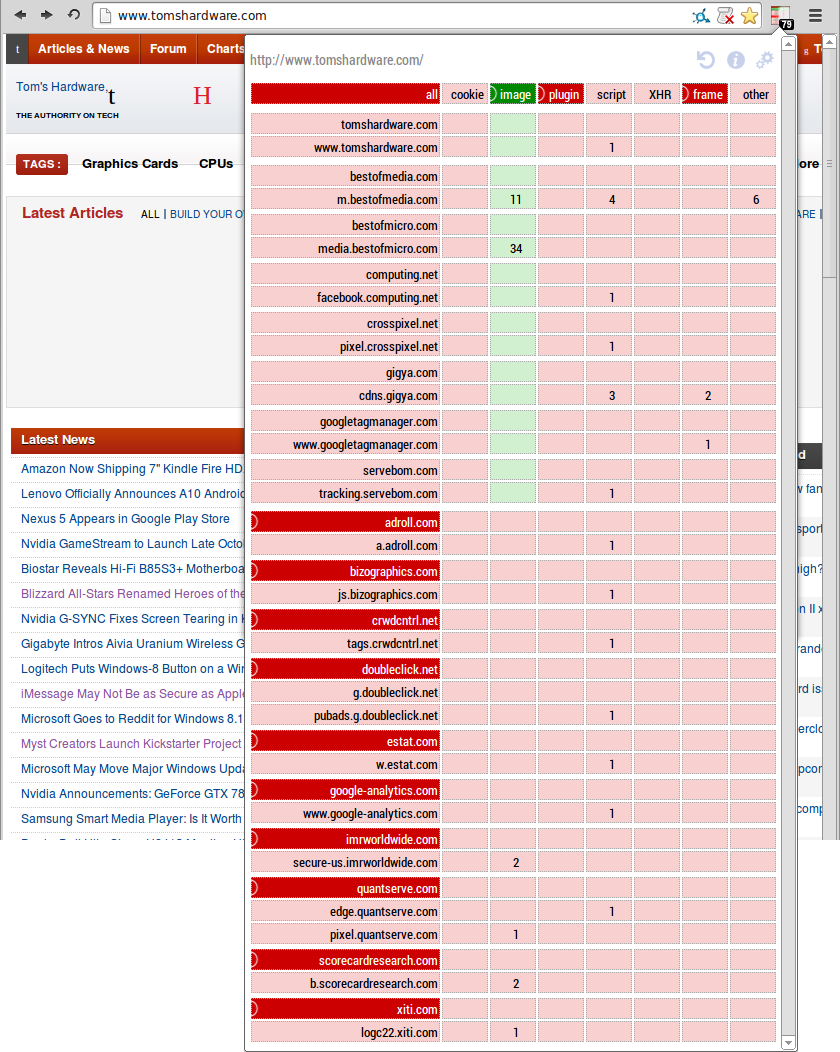 www.tomshardware.com
79
t Articles & News Forum Charts
g T
Tom's Hardware,
t
H
THE AUTHORITY ON TECH
TAGS : Graphics Cards CPUs
ore
Latest Articles ALL | BUILD YOUR O
ARE |
Latest News
d
Amazon Now Shipping 7" Kindle Fire HD
Lenovo Officially Announces A10 Android
Nexus 5 Appears in Google Play Store
Nvidia GameStream to Launch Late Octo
Biostar Reveals Hi-Fi B85S3+ Motherboa
Blizzard All-Stars Renamed Heroes of the
Nvidia G-SYNC Fixes Screen Tearing in
Gigabyte Intros Aivia Uranium Wireless G
Logitech Puts Windows-8 Button on a Wir
iMessage May Not Be as Secure as Apple
Microsoft Goes to Reddit for Windows 8.1
Myst Creators Launch Kickstarter Project
Microsoft May Move Major Windows Upda
Nvidia Announcements: GeForce GTX 78
Samsung Smart Media Player: Is It Worth
http://www.tomshardware.com/
all cookie image plugin script XHR frame other
tomshardware.com
www.tomshardware.com 1
bestofmedia.com
m.bestofmedia.com 11 4 6
bestofmicro.com
media.bestofmicro.com 34
computing.net
facebook.computing.net 1
crosspixel.net
pixel.crosspixel.net 1
gigya.com
cdns.gigya.com 3 2
googletagmanager.com
www.googletagmanager.com 1
servebom.com
tracking.servebom.com 1
adroll.com
a.adroll.com 1
bizographics.com
js.bizographics.com 1
crwdcntrl.net
tags.crwdcntrl.net 1
doubleclick.net
g.doubleclick.net
pubads.g.doubleclick.net 1
estat.com
w.estat.com 1
google-analytics.com
www.google-analytics.com 1
imrworldwide.com
secure-us.imrworldwide.com 2
quantserve.com
edge.quantserve.com 1
pixel.quantserve.com 1
scorecardresearch.com
b.scorecardresearch.com 2
xiti.com
logc22.xiti.com 1